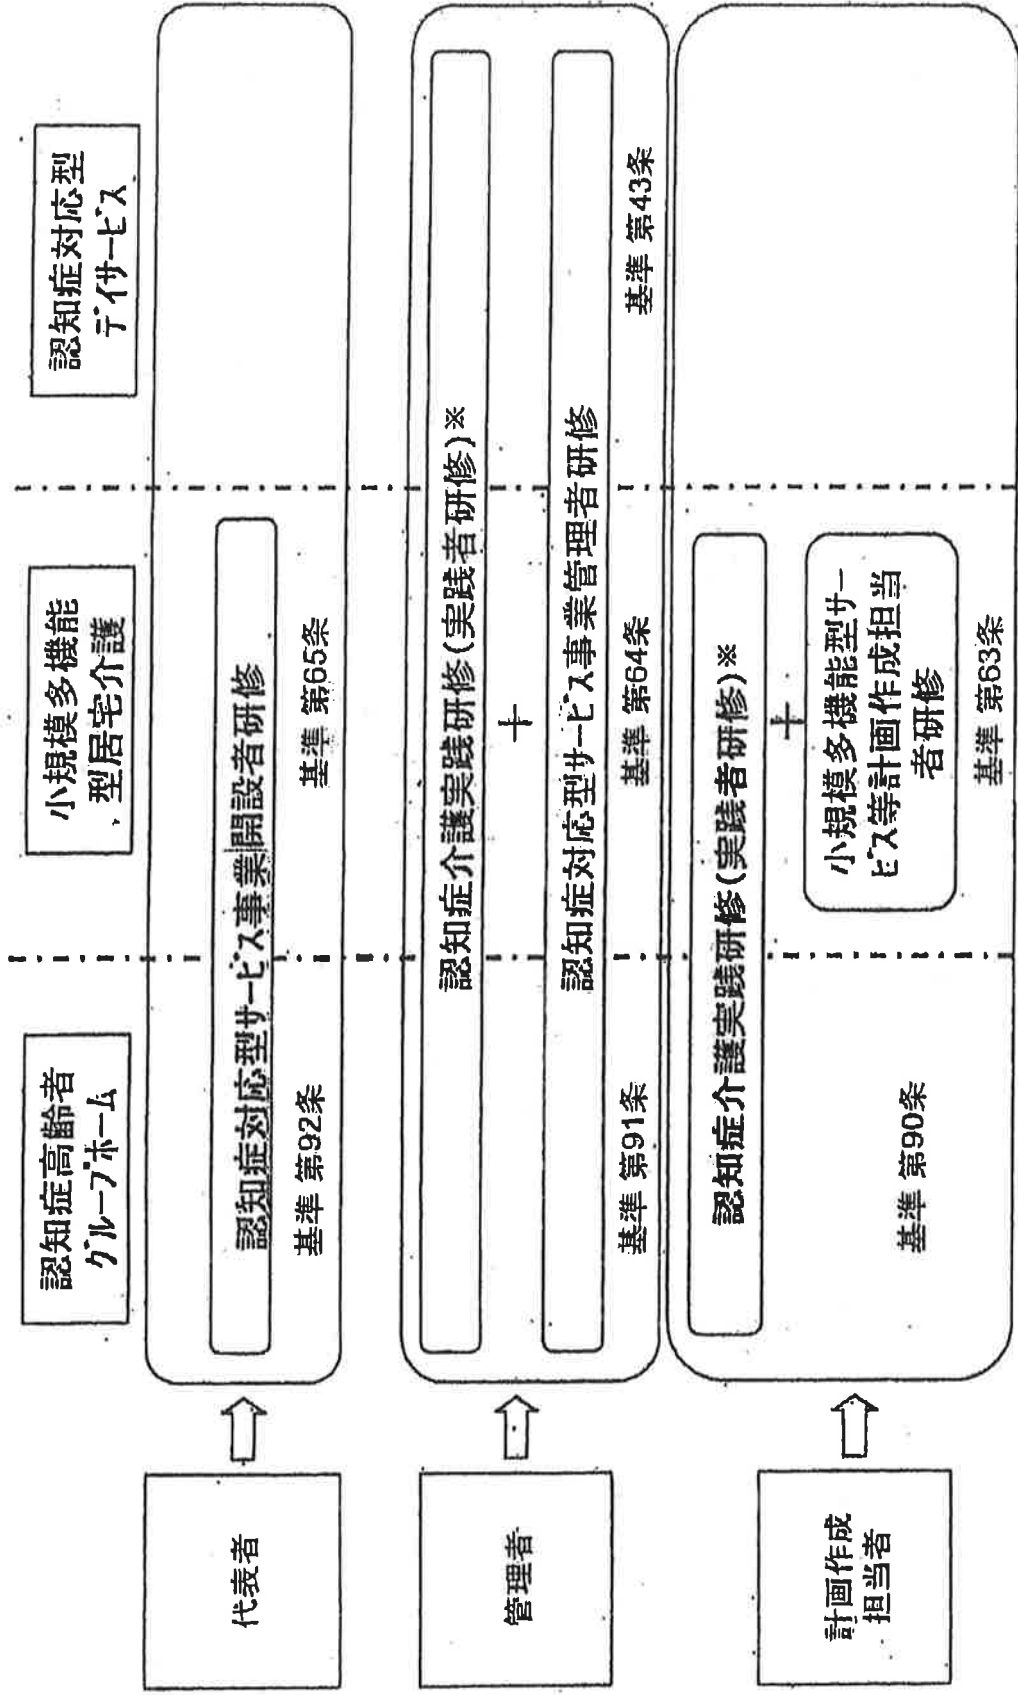 認知症高齢者
グループホーム
小規模多機能
型居宅介護
認知症対応型
デイサービス
代表者
認知症対応型サービス事業開設者研修
基準 第92条
基準 第65条
管理者
認知症介護実践研修(実践者研修)※
＋
認知症対応型サービス事業管理者研修
基準 第91条
基準 第64条
基準 第43条
計画作成
担当者
認知症介護実践研修(実践者研修)※
＋
小規模多機能型サー
ビス等計画作成担当
者研修
基準 第90条
基準 第63条